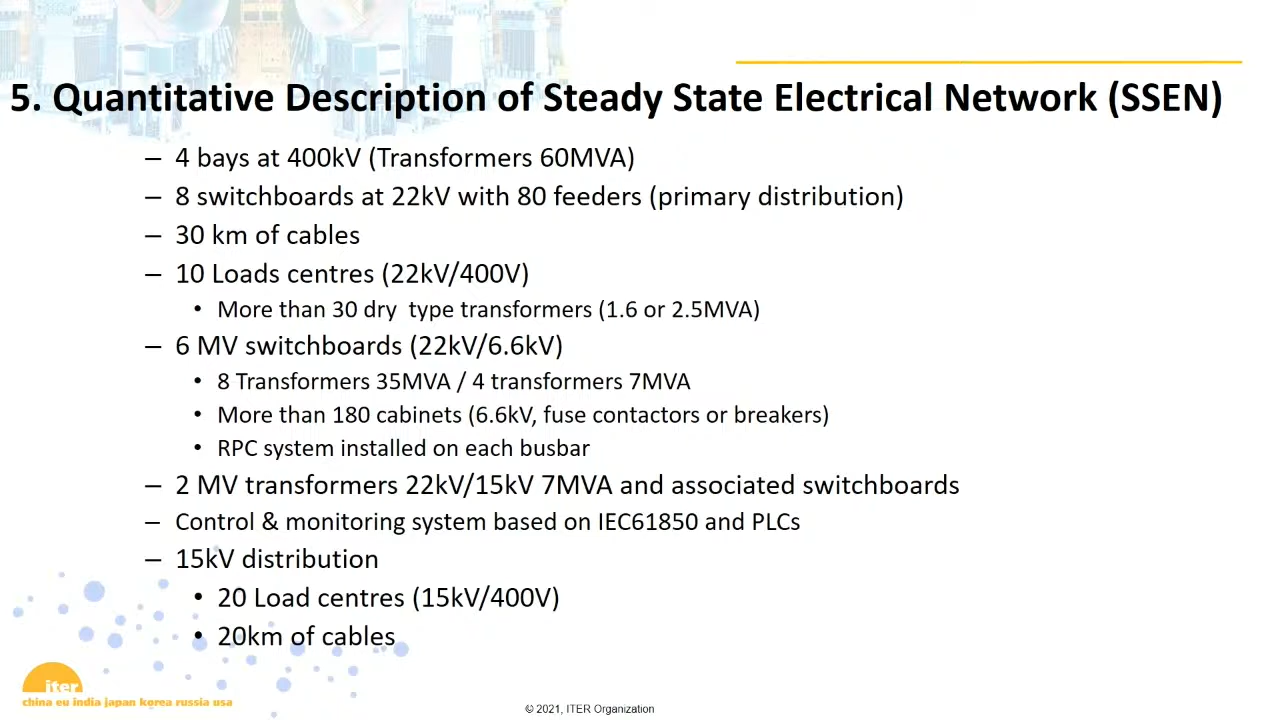 5. Quantitative Description of Steady State Electrical Network (SSEN)
– 4 bays at 400kV (Transformers 60MVA)
– 8 switchboards at 22kV with 80 feeders (primary distribution)
– 30 km of cables
– 10 Loads centres (22kV/400V)
• More than 30 dry  type transformers (1.6 or 2.5MVA)
– 6 MV switchboards (22kV/6.6kV)
• 8 Transformers 35MVA / 4 transformers 7MVA
• More than 180 cabinets (6.6kV, fuse contactors or breakers)
• RPC system installed on each busbar
– 2 MV transformers 22kV/15kV 7MVA and associated switchboards
– Control & monitoring system based on IEC61850 and PLCs
– 15kV distribution
• 20 Load centres (15kV/400V)
• 20km of cables
iter
china eu india japan korea russia usa
© 2021, ITER Organization